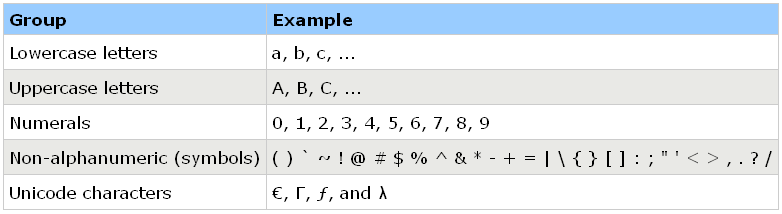 Group Example
Lowercase letters a, b, c, ...
Uppercase letters A, B, C, ...
Numerals 0, 1, 2, 3, 4, 5, 6, 7, 8, 9
Non-alphanumeric (symbols) ( ) ` ~ ! @ # $ % ^ & * - + = | \ { } [ ] : ; " ' < > , . ? /
Unicode characters €, Γ, ƒ, and λ